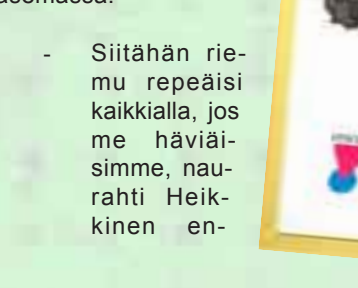 - Siitähän rie-
mu repeäisi
kaikkialla, jos
me häviäi-
simme, nau-
rahti Heik-
kinen en-